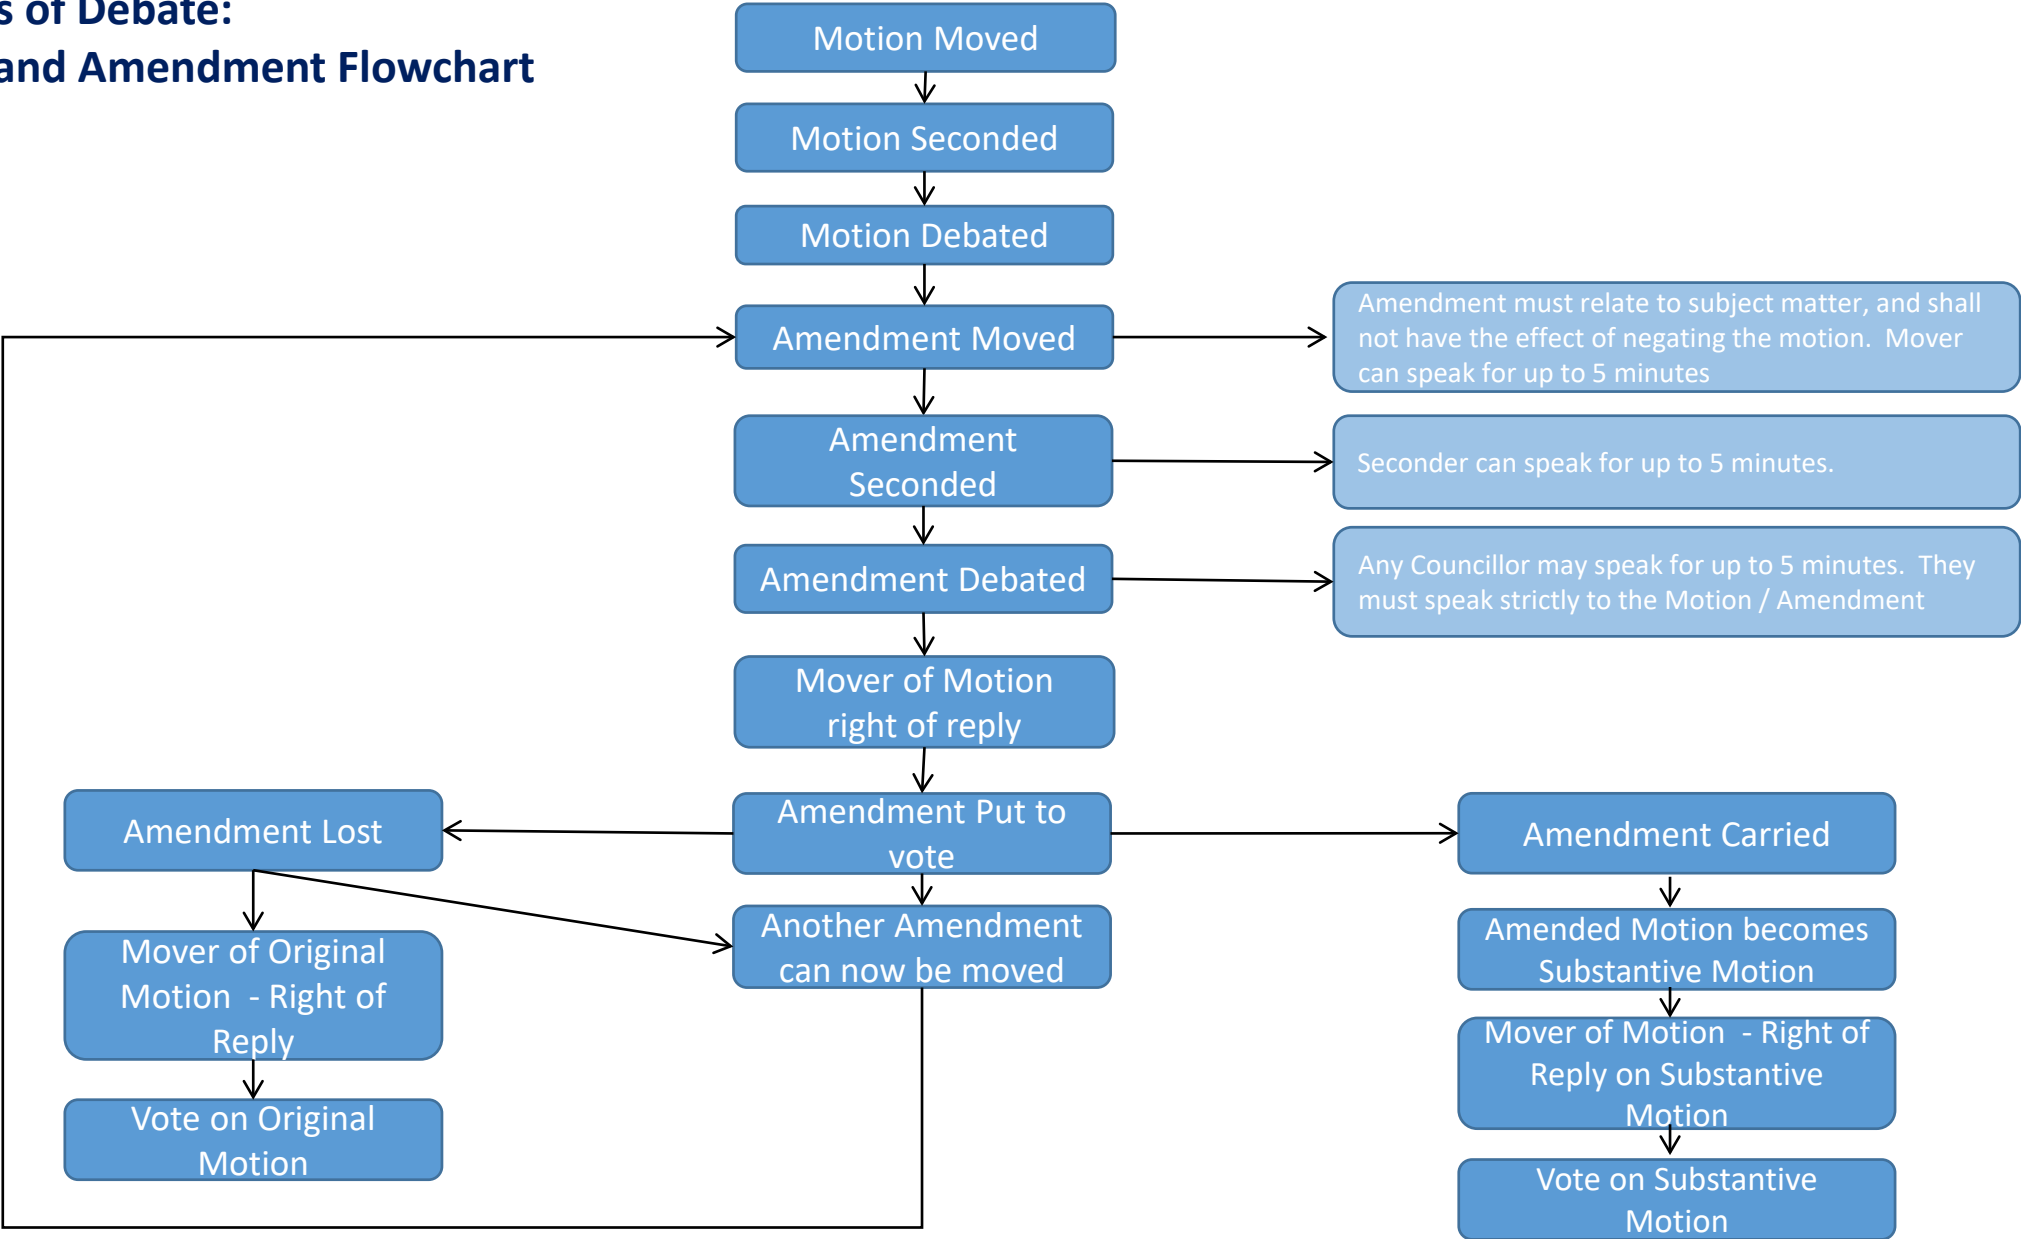 s of Debate:
and Amendment Flowchart
Motion Moved
Motion Seconded
Motion Debated
Amendment Moved
Amendment must relate to subject matter, and shall
not have the effect of negating the motion.  Mover
can speak for up to 5 minutes
Amendment
Seconded
Seconder can speak for up to 5 minutes.
Amendment Debated
Any Councillor may speak for up to 5 minutes.  They
must speak strictly to the Motion / Amendment
Mover of Motion
right of reply
Amendment Put to
vote
Amendment Lost
Amendment Carried
Another Amendment
can now be moved
Mover of Original
Motion  - Right of
Reply
Vote on Original
Motion
Amended Motion becomes
Substantive Motion
Mover of Motion  - Right of
Reply on Substantive
Motion
Vote on Substantive
Motion